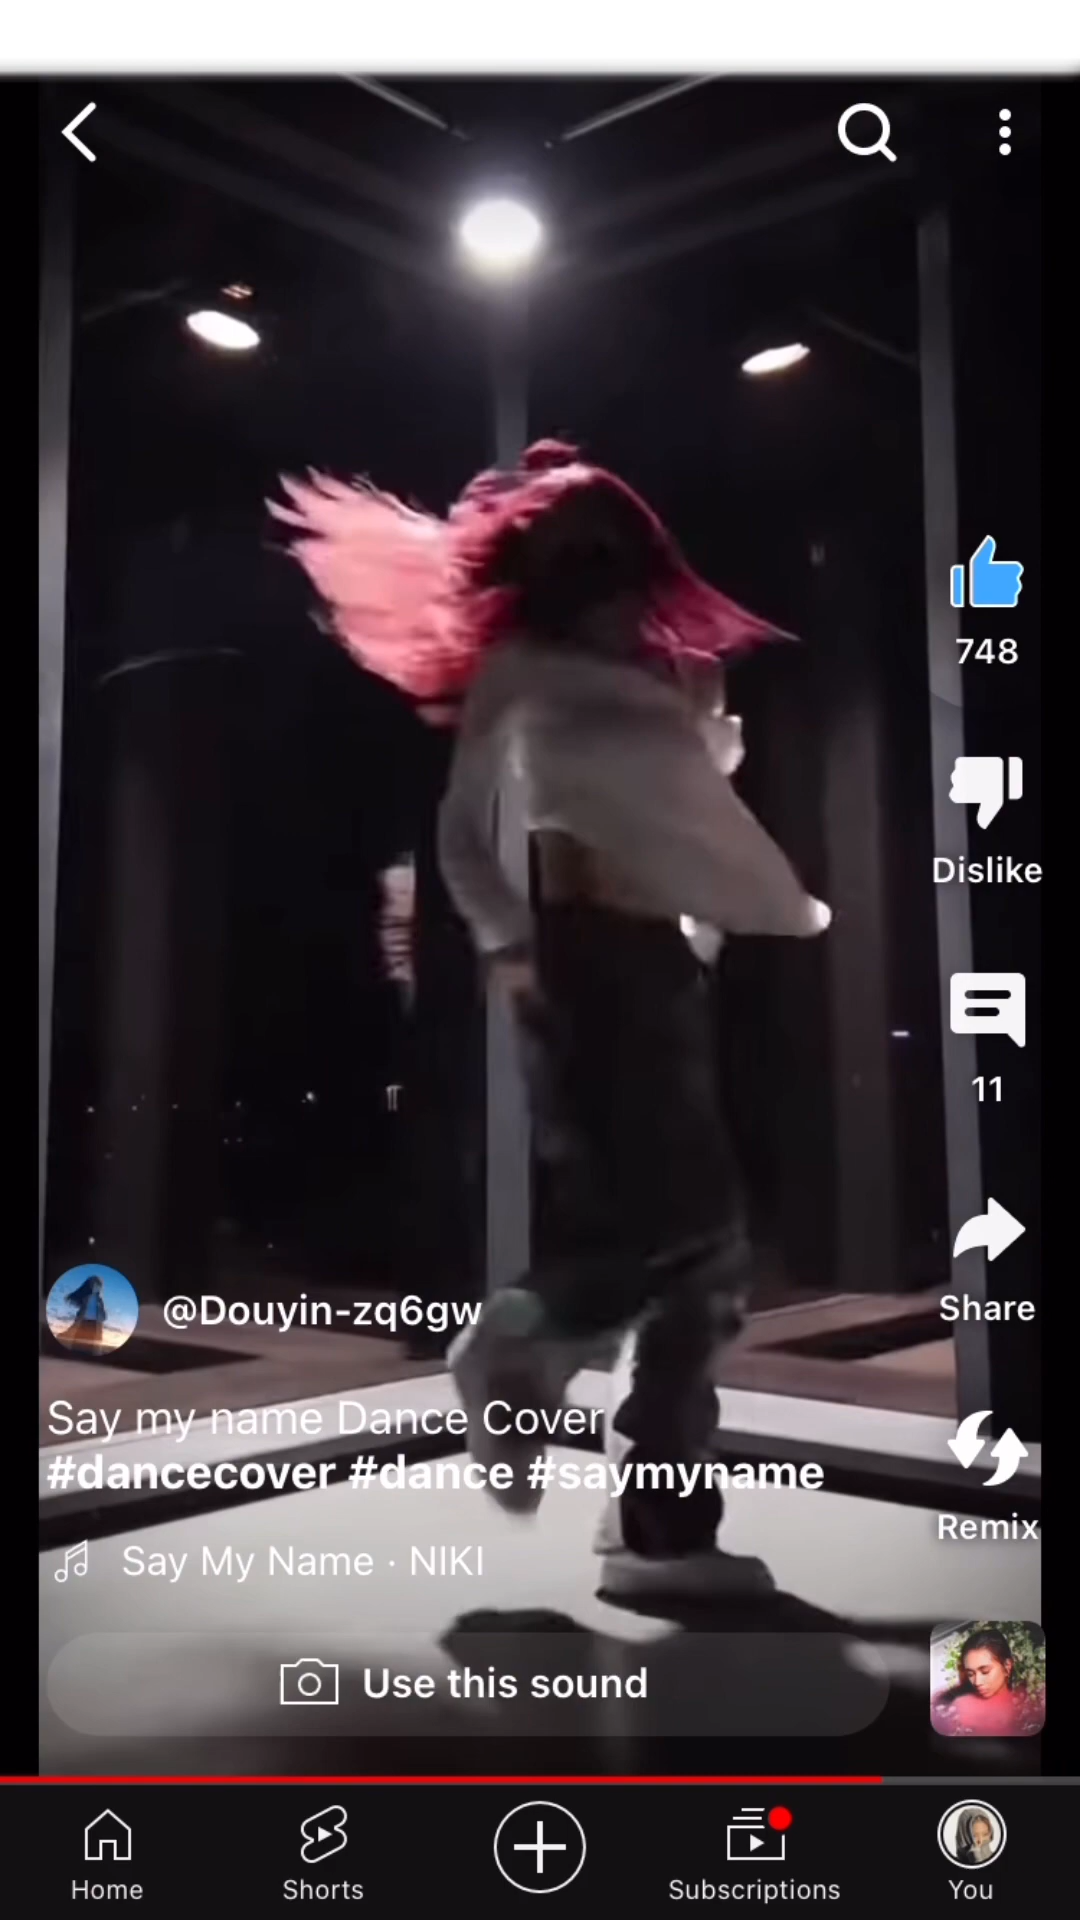 748
Dislike
11
Share
@Douyin-zq6gw
Say my name Dance Cover
#dancecover #dance #saymyname
Remix
Say My Name · NIKI
Use this sound
Home
Shorts
Subscriptions
You